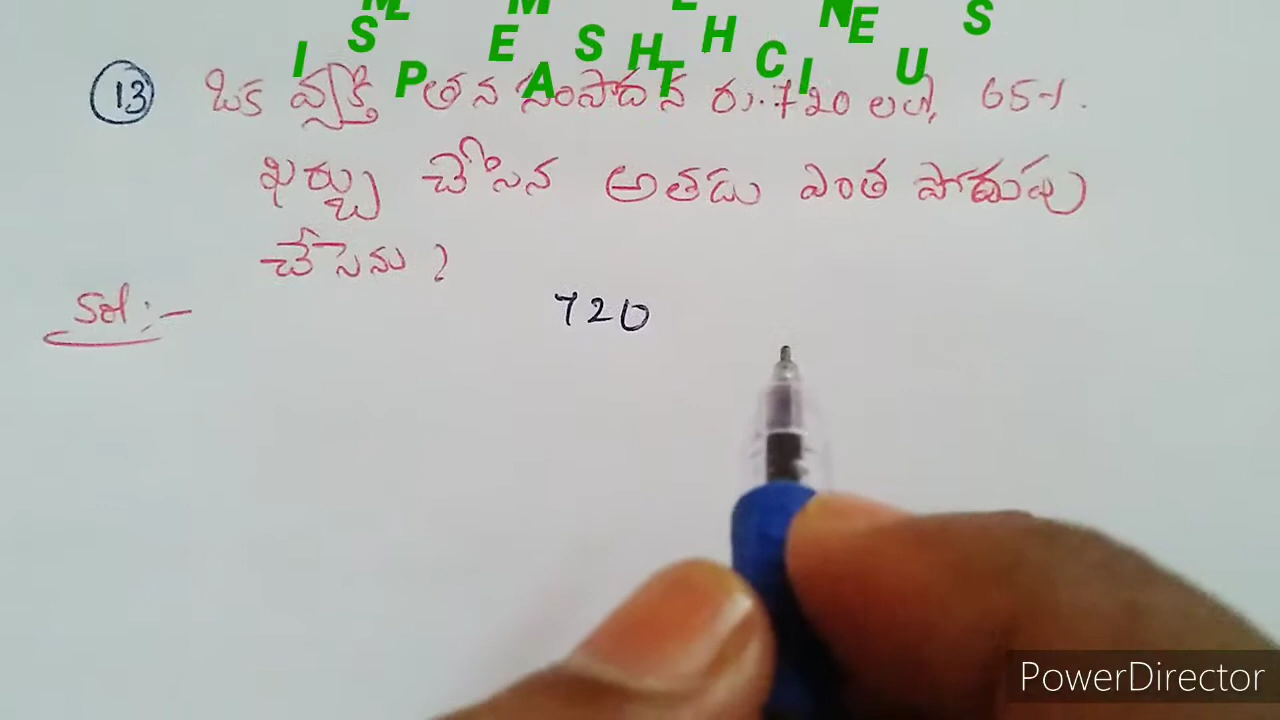 13 ఒక వ్యక్తి తన సంపాదన రు.720 లలో, 65%.
ఖర్చు చేసిన అతడు ఎంత పొదుపు
చేసెను?
Sol:-
720
PowerDirector